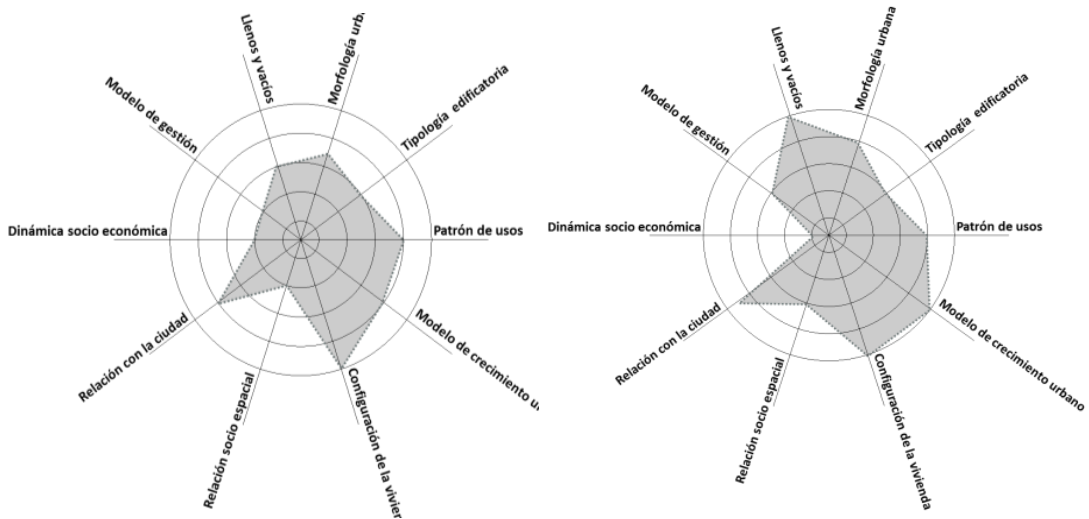 Llenos y vacíos
Morfología urb
Tipología edificatoria
Patrón de usos
Modelo de crecimiento u
Configuración de la vivien
Relación socio espacial
Relación con la ciudad
Dinámica socio económica
Modelo de gestión
Llenos y vacíos
Morfología urbana
Tipología edificatoria
Patrón de usos
Modelo de crecimiento urbano
Configuración de la vivienda
Relación socio espacial
Relación con la ciudad
Dinámica socio económica
Modelo de gestión